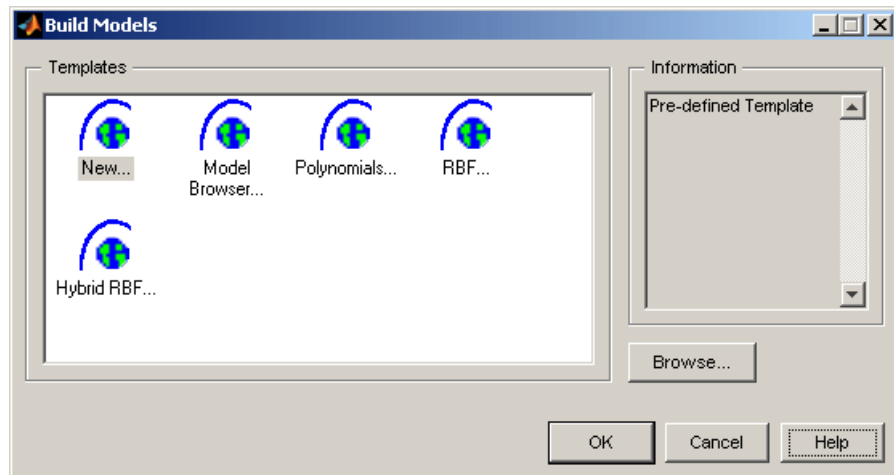 Build Models
Templates
New...
Model
Browser...
Polynomials...
RBF...
Hybrid RBF...
Information
Pre-defined Template
Browse...
OK
Cancel
Help